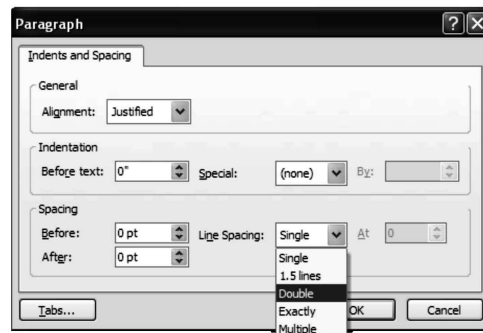 Paragraph
Indents and Spacing
General
Alignment: Justified
Indentation
Before text: 0" Special: (none) By:
Spacing
Before: 0 pt Line Spacing: Single At 0
After: 0 pt
Single
1.5 lines
Double
Exactly
Multiple
Tabs... OK Cancel